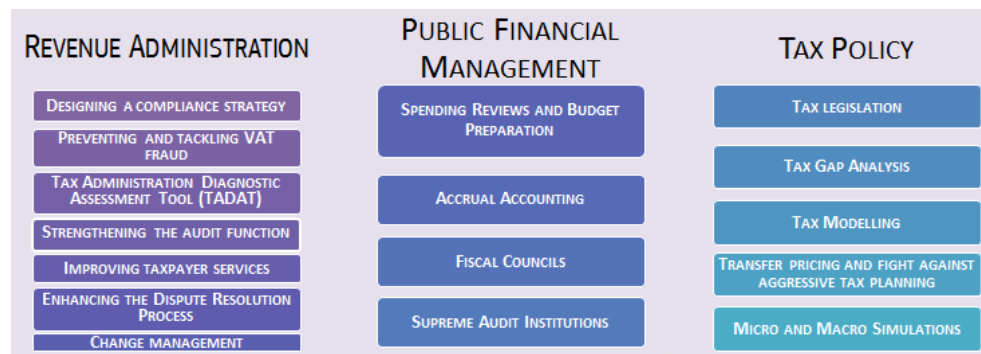 REVENUE ADMINISTRATION
DESIGNING A COMPLIANCE STRATEGY
PREVENTING AND TACKLING VAT
FRAUD
TAX ADMINISTRATION DIAGNOSTIC
ASSESSMENT TOOL (TADAT)
STRENGTHENING THE AUDIT FUNCTION
IMPROVING TAXPAYER SERVICES
ENHANCING THE DISPUTE RESOLUTION
PROCESS
CHANGE MANAGEMENT
PUBLIC FINANCIAL
MANAGEMENT
SPENDING REVIEWS AND BUDGET
PREPARATION
ACCRUAL ACCOUNTING
FISCAL COUNCILS
SUPREME AUDIT INSTITUTIONS
TAX POLICY
TAX LEGISLATION
TAX GAP ANALYSIS
TAX MODELLING
TRANSFER PRICING AND FIGHT AGAINST
AGGRESSIVE TAX PLANNING
MICRO AND MACRO SIMULATIONS